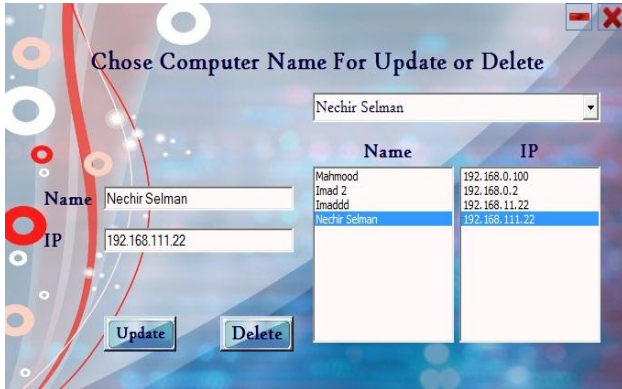 Chose Computer Name For Update or Delete
Nechir Selman
Name IP
Mahmood 192.168.0.100
Imad 2 192.168.0.2
Imaddd 192.168.11.22
Nechir Selman 192.168.111.22
Name Nechir Selman
IP 192.168.111.22
Update Delete